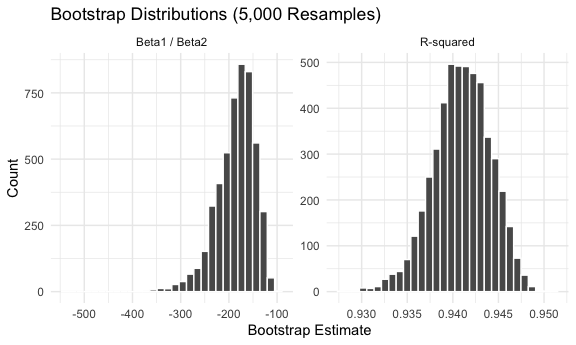 Bootstrap Distributions (5,000 Resamples)
Beta1 / Beta2
R-squared
Count
750
500
250
0
500
400
300
200
100
0
-500 -400 -300 -200 -100
0.930 0.935 0.940 0.945 0.950
Bootstrap Estimate